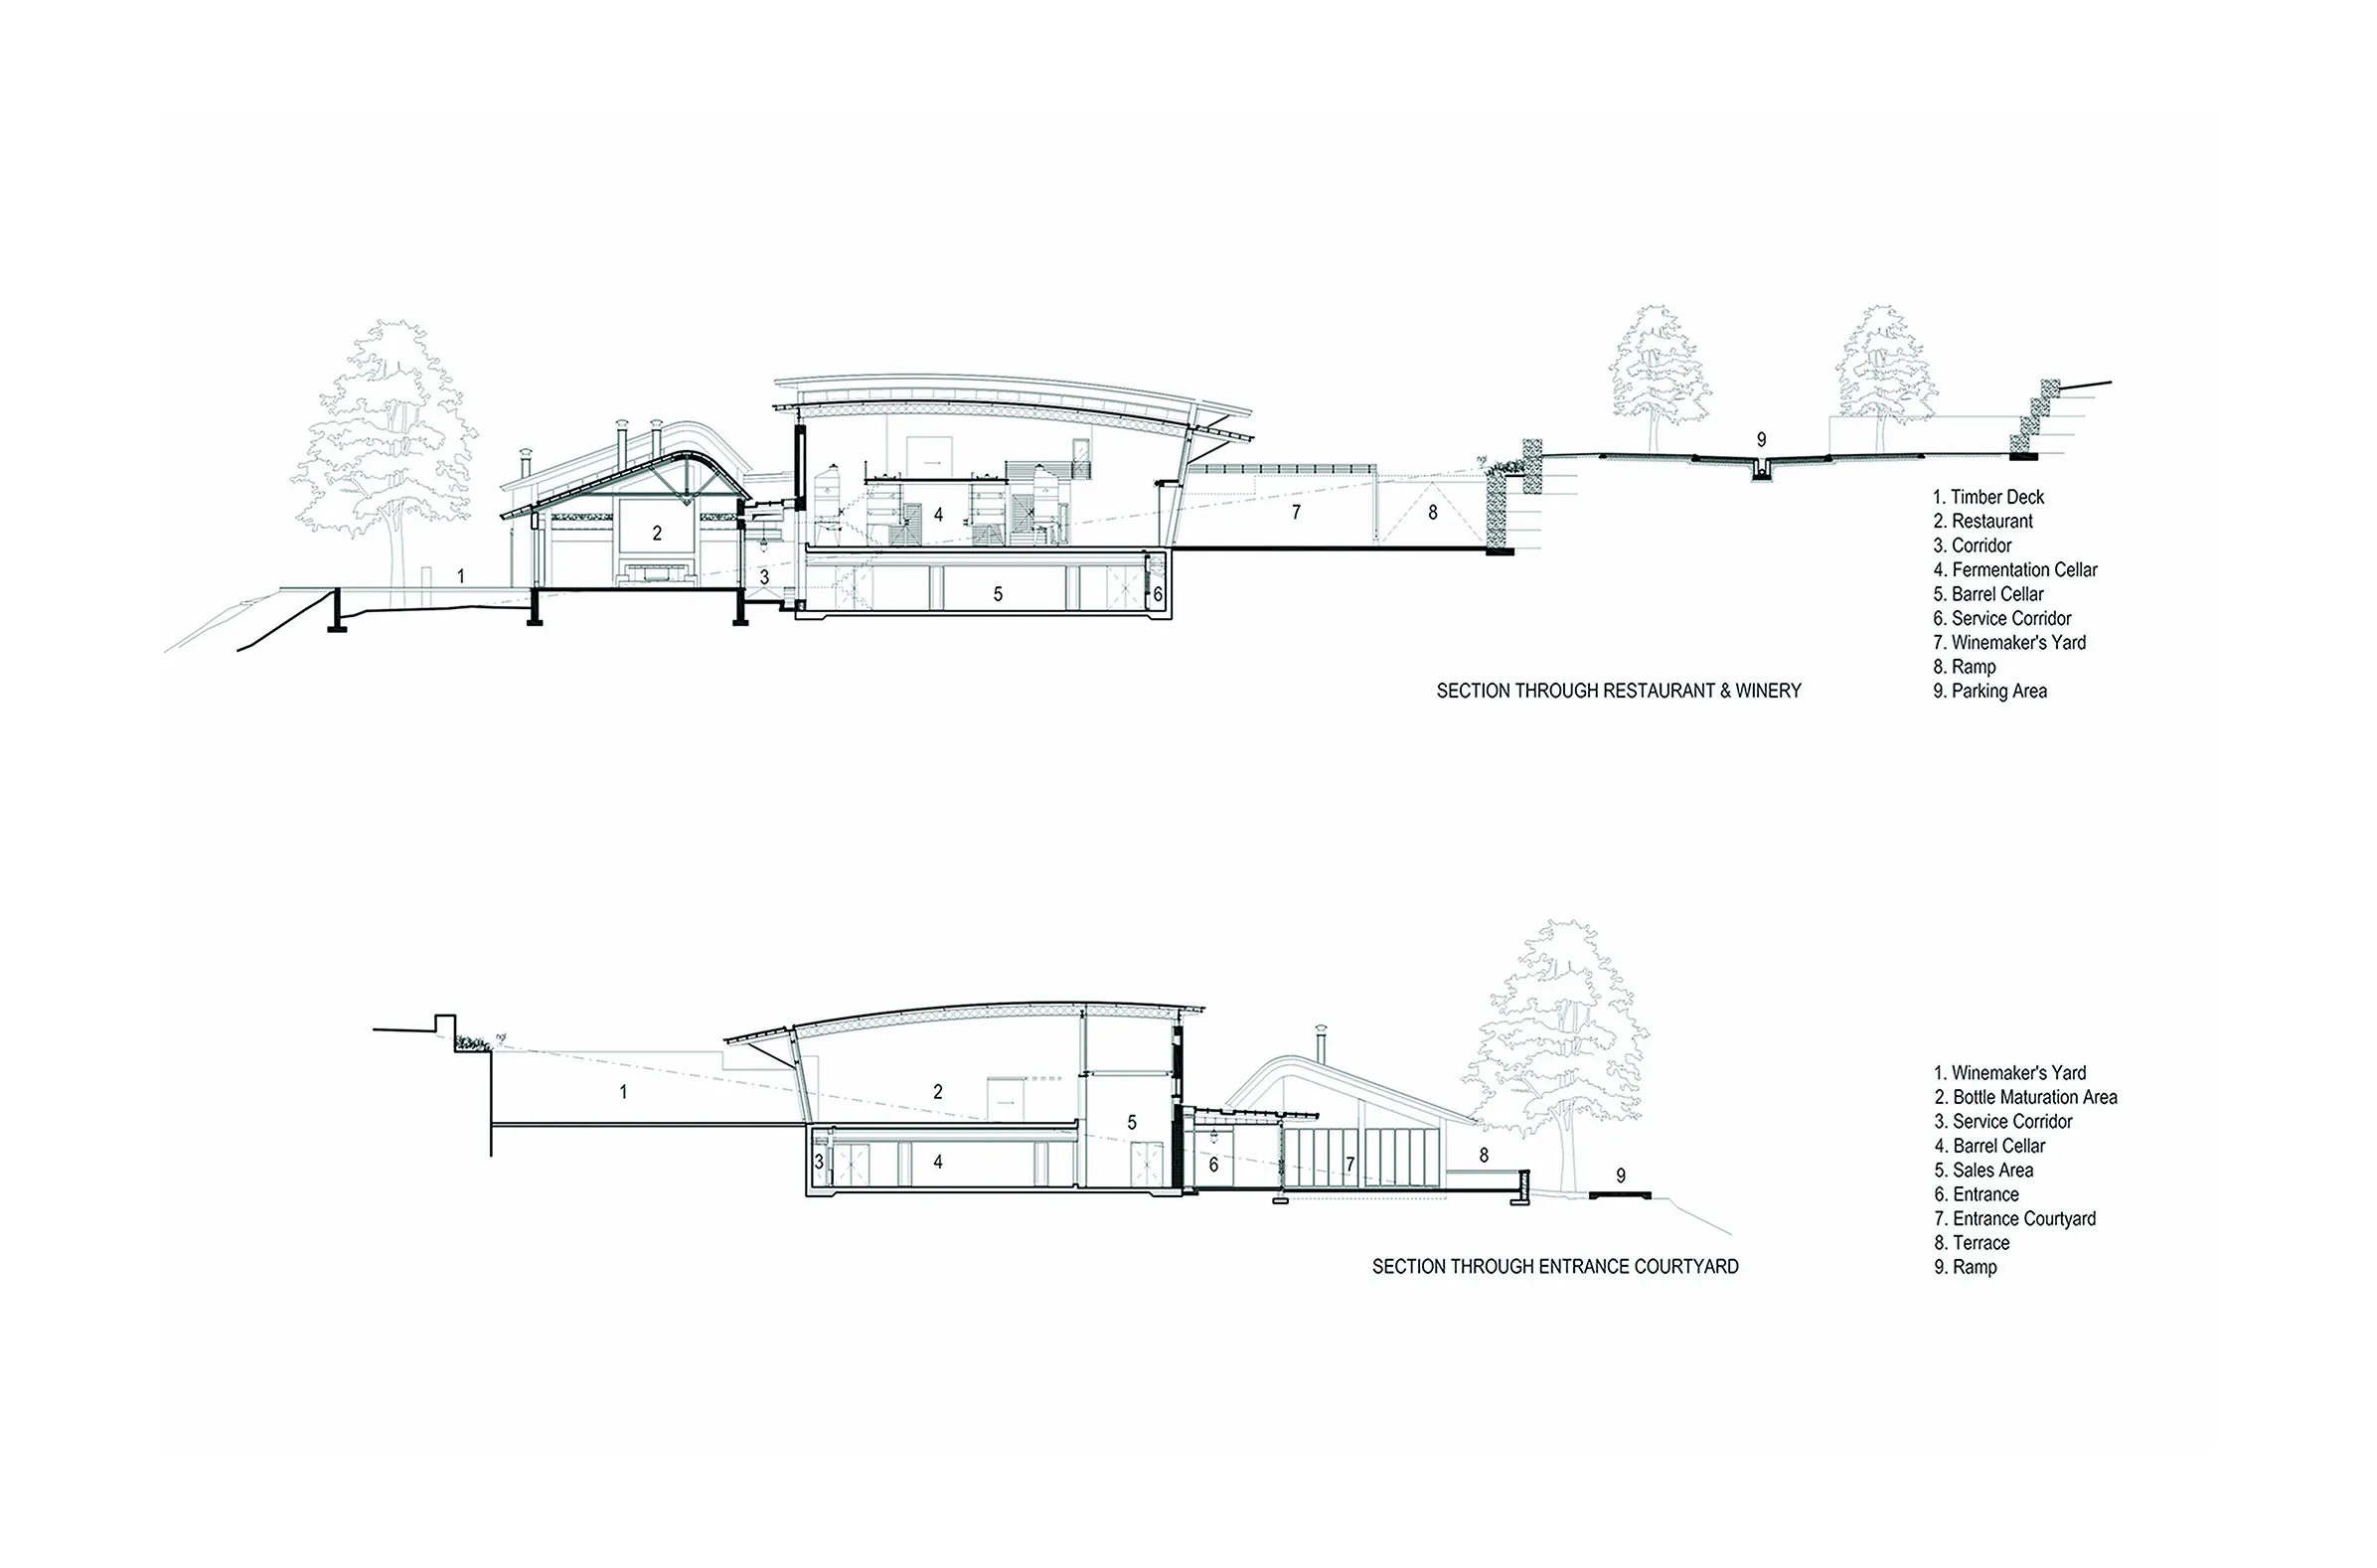 9
ngl
1. Timber Deck
2. Restaurant
3. Corridor
4. Fermentation Cellar
5. Barrel Cellar
6. Service Corridor
7. Winemaker's Yard
8. Ramp
9. Parking Area
4
7
8
2
1
3
5
6
SECTION THROUGH RESTAURANT & WINERY
ngl
1
2
5
3
4
6
7
8
9
1. Winemaker's Yard
2. Bottle Maturation Area
3. Service Corridor
4. Barrel Cellar
5. Sales Area
6. Entrance
7. Entrance Courtyard
8. Terrace
9. Ramp
SECTION THROUGH ENTRANCE COURTYARD